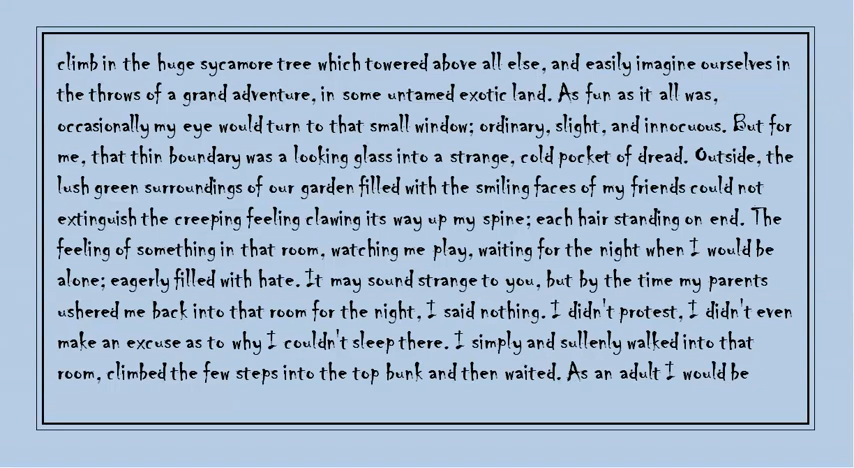 climb in the huge sycamore tree which towered above all else, and easily imagine ourselves in
the throws of a grand adventure, in some untamed exotic land. As fun as it all was,
occasionally my eye would turn to that small window; ordinary, slight, and innocuous. But for
me, that thin boundary was a looking glass into a strange, cold pocket of dread. Outside, the
lush green surroundings of our garden filled with the smiling faces of my friends could not
extinguish the creeping feeling clawing its way up my spine; each hair standing on end. The
feeling of something in that room, watching me play, waiting for the night when I would be
alone; eagerly filled with hate. It may sound strange to you, but by the time my parents
ushered me back into that room for the night, I said nothing. I didn't protest, I didn't even
make an excuse as to why I couldn't sleep there. I simply and sullenly walked into that
room, climbed the few steps into the top bunk and then waited. As an adult I would be